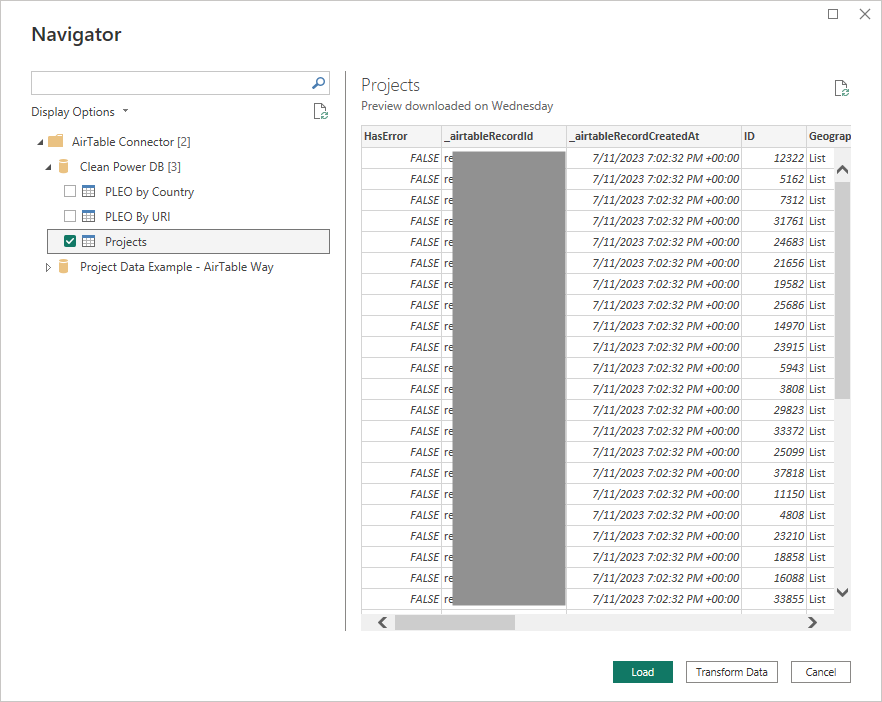 Navigator
Display Options
AirTable Connector [2]
Clean Power DB [3]
PLEO by Country
PLEO By URI
Projects
Project Data Example - AirTable Way
Projects
Preview downloaded on Wednesday
HasError _airtableRecordId _airtableRecordCreatedAt ID Geograp
FALSE re 7/11/2023 7:02:32 PM +00:00 12322 List
FALSE re 7/11/2023 7:02:32 PM +00:00 5162 List
FALSE re 7/11/2023 7:02:32 PM +00:00 7312 List
FALSE re 7/11/2023 7:02:32 PM +00:00 31761 List
FALSE re 7/11/2023 7:02:32 PM +00:00 24683 List
FALSE re 7/11/2023 7:02:32 PM +00:00 21656 List
FALSE re 7/11/2023 7:02:32 PM +00:00 19582 List
FALSE re 7/11/2023 7:02:32 PM +00:00 25686 List
FALSE re 7/11/2023 7:02:32 PM +00:00 14970 List
FALSE re 7/11/2023 7:02:32 PM +00:00 23915 List
FALSE re 7/11/2023 7:02:32 PM +00:00 5943 List
FALSE re 7/11/2023 7:02:32 PM +00:00 3808 List
FALSE re 7/11/2023 7:02:32 PM +00:00 29823 List
FALSE re 7/11/2023 7:02:32 PM +00:00 33372 List
FALSE re 7/11/2023 7:02:32 PM +00:00 25099 List
FALSE re 7/11/2023 7:02:32 PM +00:00 37818 List
FALSE re 7/11/2023 7:02:32 PM +00:00 11150 List
FALSE re 7/11/2023 7:02:32 PM +00:00 4808 List
FALSE re 7/11/2023 7:02:32 PM +00:00 23210 List
FALSE re 7/11/2023 7:02:32 PM +00:00 18858 List
FALSE re 7/11/2023 7:02:32 PM +00:00 16088 List
FALSE re 7/11/2023 7:02:32 PM +00:00 33855 List
Load Transform Data Cancel